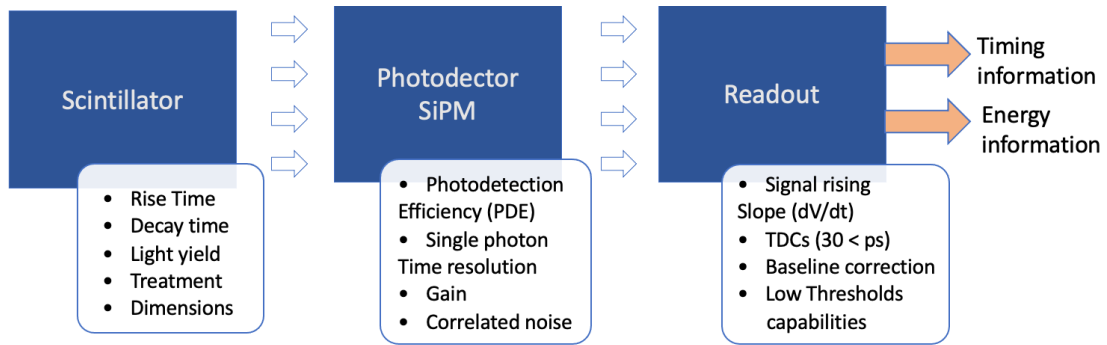 Scintillator
• Rise Time
• Decay time
• Light yield
• Treatment
• Dimensions
Photodector
SiPM
• Photodetection
Efficiency (PDE)
• Single photon
Time resolution
• Gain
• Correlated noise
Readout
• Signal rising
Slope (dV/dt)
• TDCs (30 < ps)
• Baseline correction
• Low Thresholds
capabilities
Timing
information
Energy
information